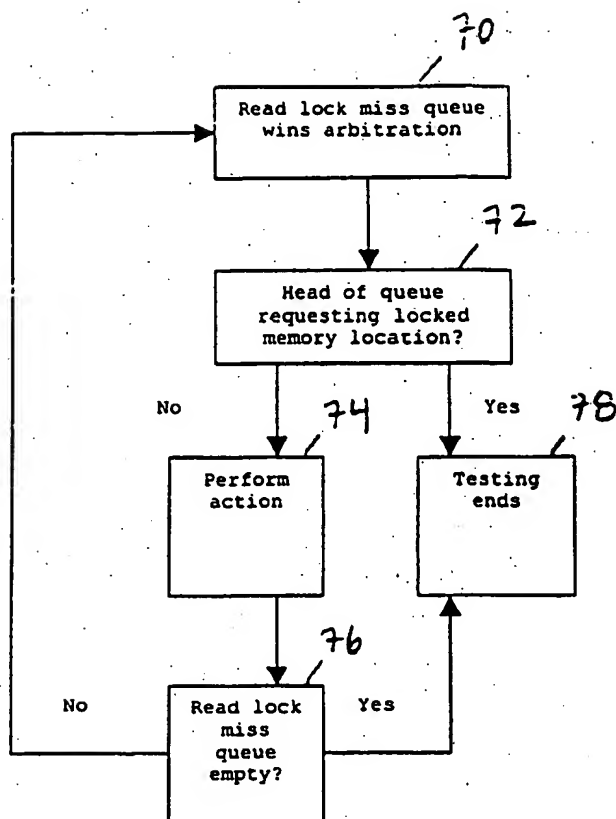 70
Read lock miss queue
wins arbitration
72
Head of queue
requesting locked
memory location?
No
74
Yes
78
Perform
action
Testing
ends
76
No
Read lock
miss
queue
empty?
Yes